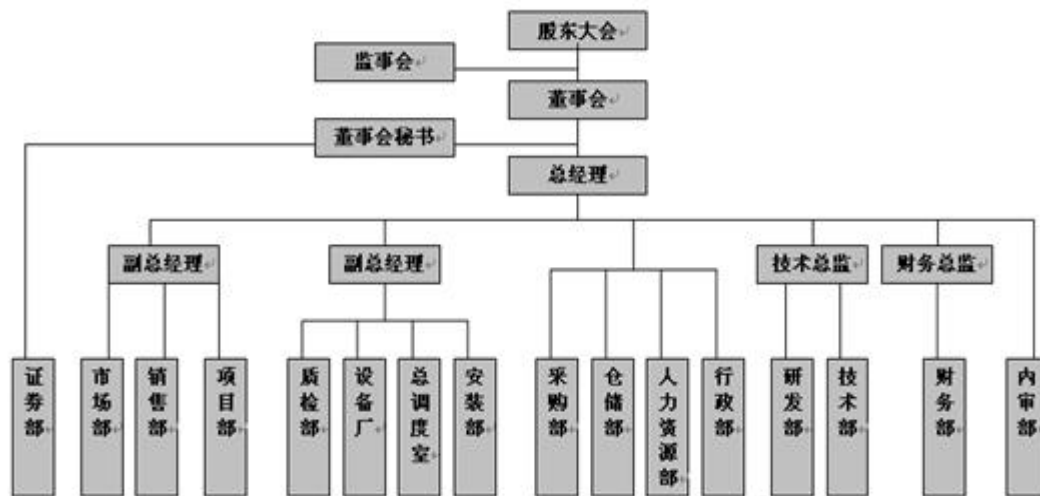 股东大会
监事会
董事会
董事会秘书
总经理
副总经理
副总经理
技术总监
财务总监
证券部
市场部
销售部
项目部
质检部
设备厂
总调度室
安装部
采购部
仓储部
人力资源部
行政部
研发部
技术部
财务部
内审部